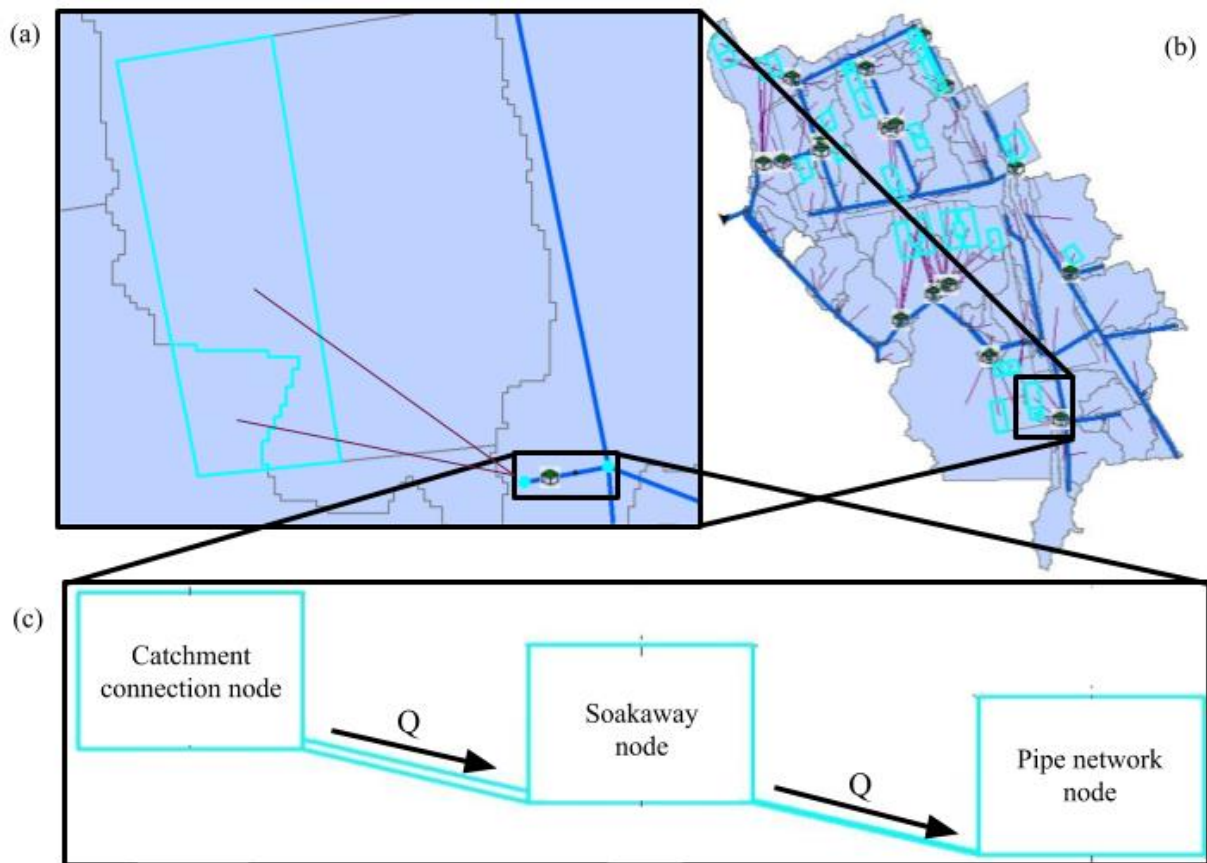 (a)
(b)
(c)
Catchment
connection node
Q
Soakaway
node
Q
Pipe network
node